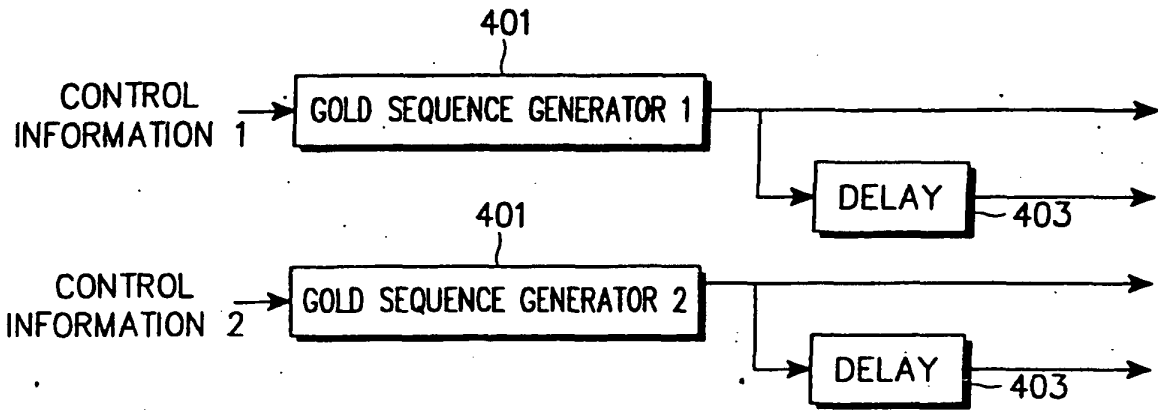 401
CONTROL
INFORMATION 1
GOLD SEQUENCE GENERATOR 1
DELAY
403
401
CONTROL
INFORMATION 2
GOLD SEQUENCE GENERATOR 2
DELAY
403